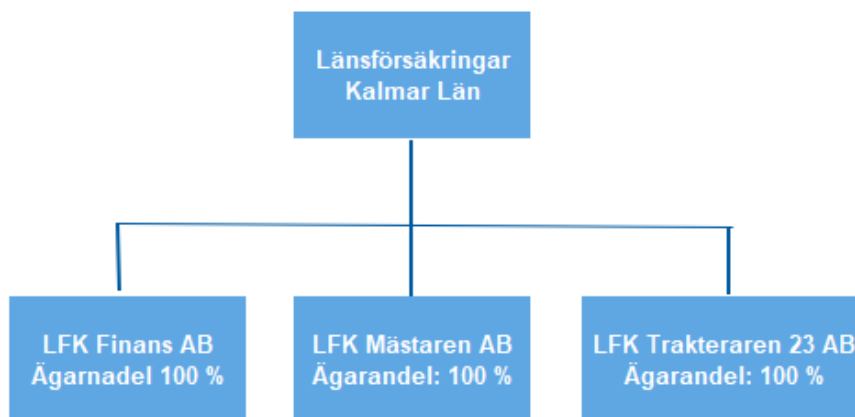 Länsförsäkringar
Kalmar Län
LFK Finans AB
Ägarnadel 100 %
LFK Mästaren AB
Ägarandel: 100 %
LFK Trakteraren 23 AB
Ägarandel: 100 %